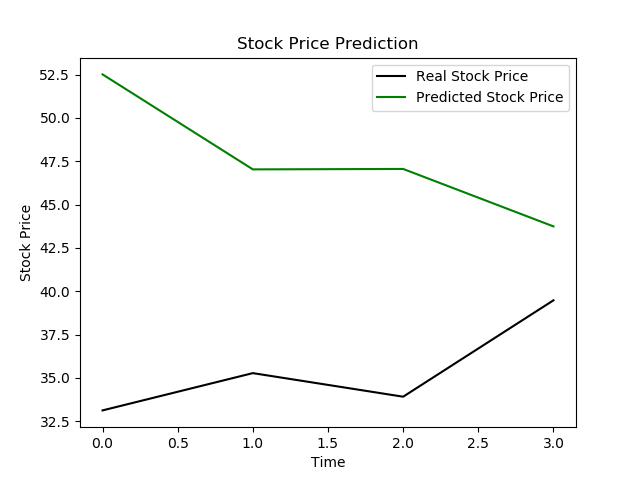 Stock Price Prediction
Real Stock Price
Predicted Stock Price
52.5
50.0
47.5
45.0
42.5
40.0
37.5
35.0
32.5
Stock Price
0.0 0.5 1.0 1.5 2.0 2.5 3.0
Time